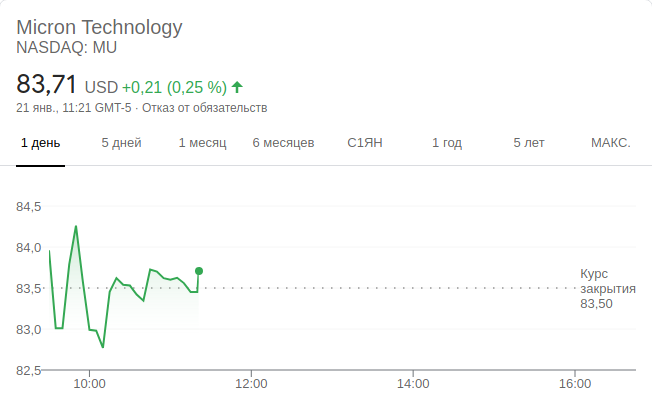 Micron Technology
NASDAQ: MU
83,71 USD +0,21 (0,25 %)
21 янв., 11:21 GMT-5 · Отказ от обязательств
1 день 5 дней 1 месяц 6 месяцев С1ЯН 1 год 5 лет МАКС.
84,5
84,0
83,5
83,0
82,5
Курс
закрытия
83,50
10:00 12:00 14:00 16:00